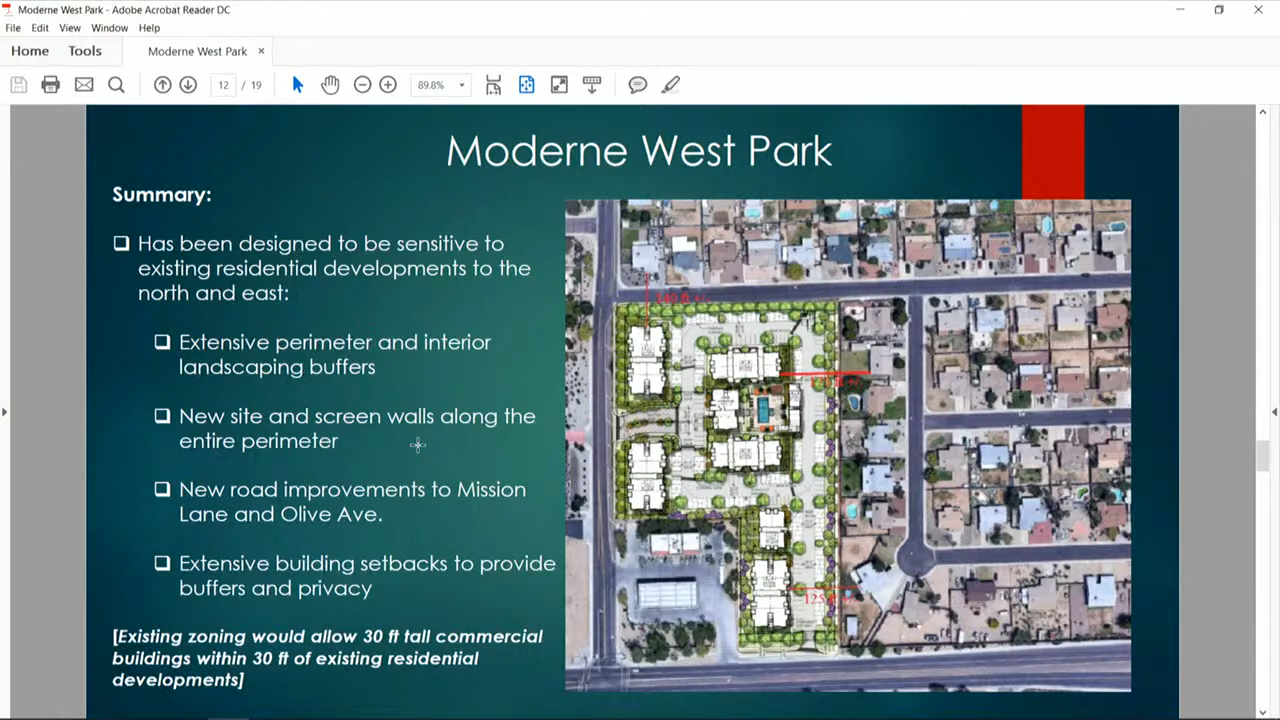 Moderne West Park - Adobe Acrobat Reader DC
File Edit View Window Help
Home Tools Moderne West Park ×
12 / 19 89.8%
Moderne West Park
Summary:
Has been designed to be sensitive to
existing residential developments to the
north and east:
Extensive perimeter and interior
landscaping buffers
New site and screen walls along the
entire perimeter
New road improvements to Mission
Lane and Olive Ave.
Extensive building setbacks to provide
buffers and privacy
[Existing zoning would allow 30 ft tall commercial
buildings within 30 ft of existing residential
developments]